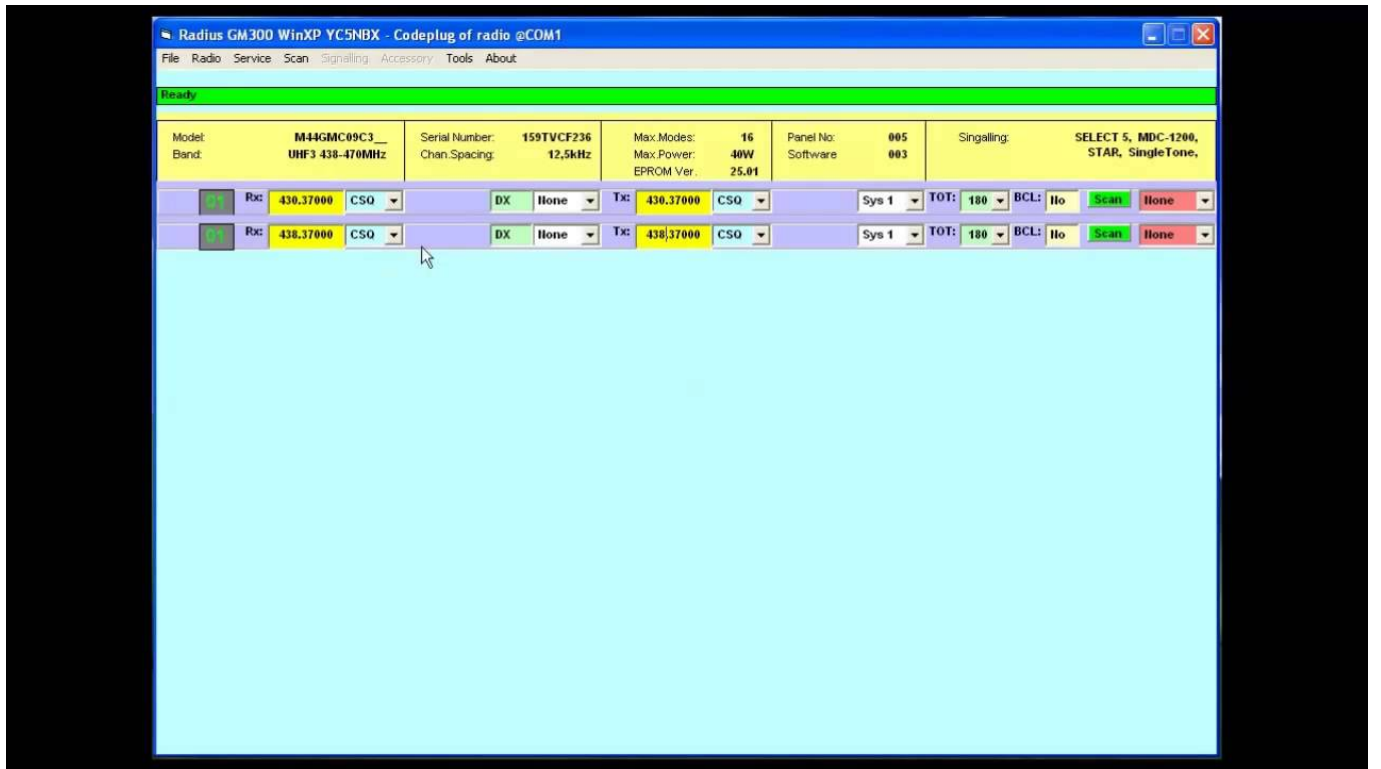 Radius GM300 WinXP YC5NBX - Codeplug of radio @COM1
File Radio Service Scan Signalling Accessory Tools About
Ready
Model: M44GMC09C3__ Serial Number: 159TVCF236 Max.Modes: 16 Panel No: 005 Singalling: SELECT 5, MDC-1200,
Band: UHF3 438-470MHz Chan.Spacing: 12,5kHz Max.Power: 40W Software 003 STAR, SingleTone,
EPROM Ver. 25.01
01 Rx: 430.37000 CSQ DX None Tx: 430.37000 CSQ Sys 1 TOT: 180 BCL: No Scan None
01 Rx: 438.37000 CSQ DX None Tx: 438.37000 CSQ Sys 1 TOT: 180 BCL: No Scan None